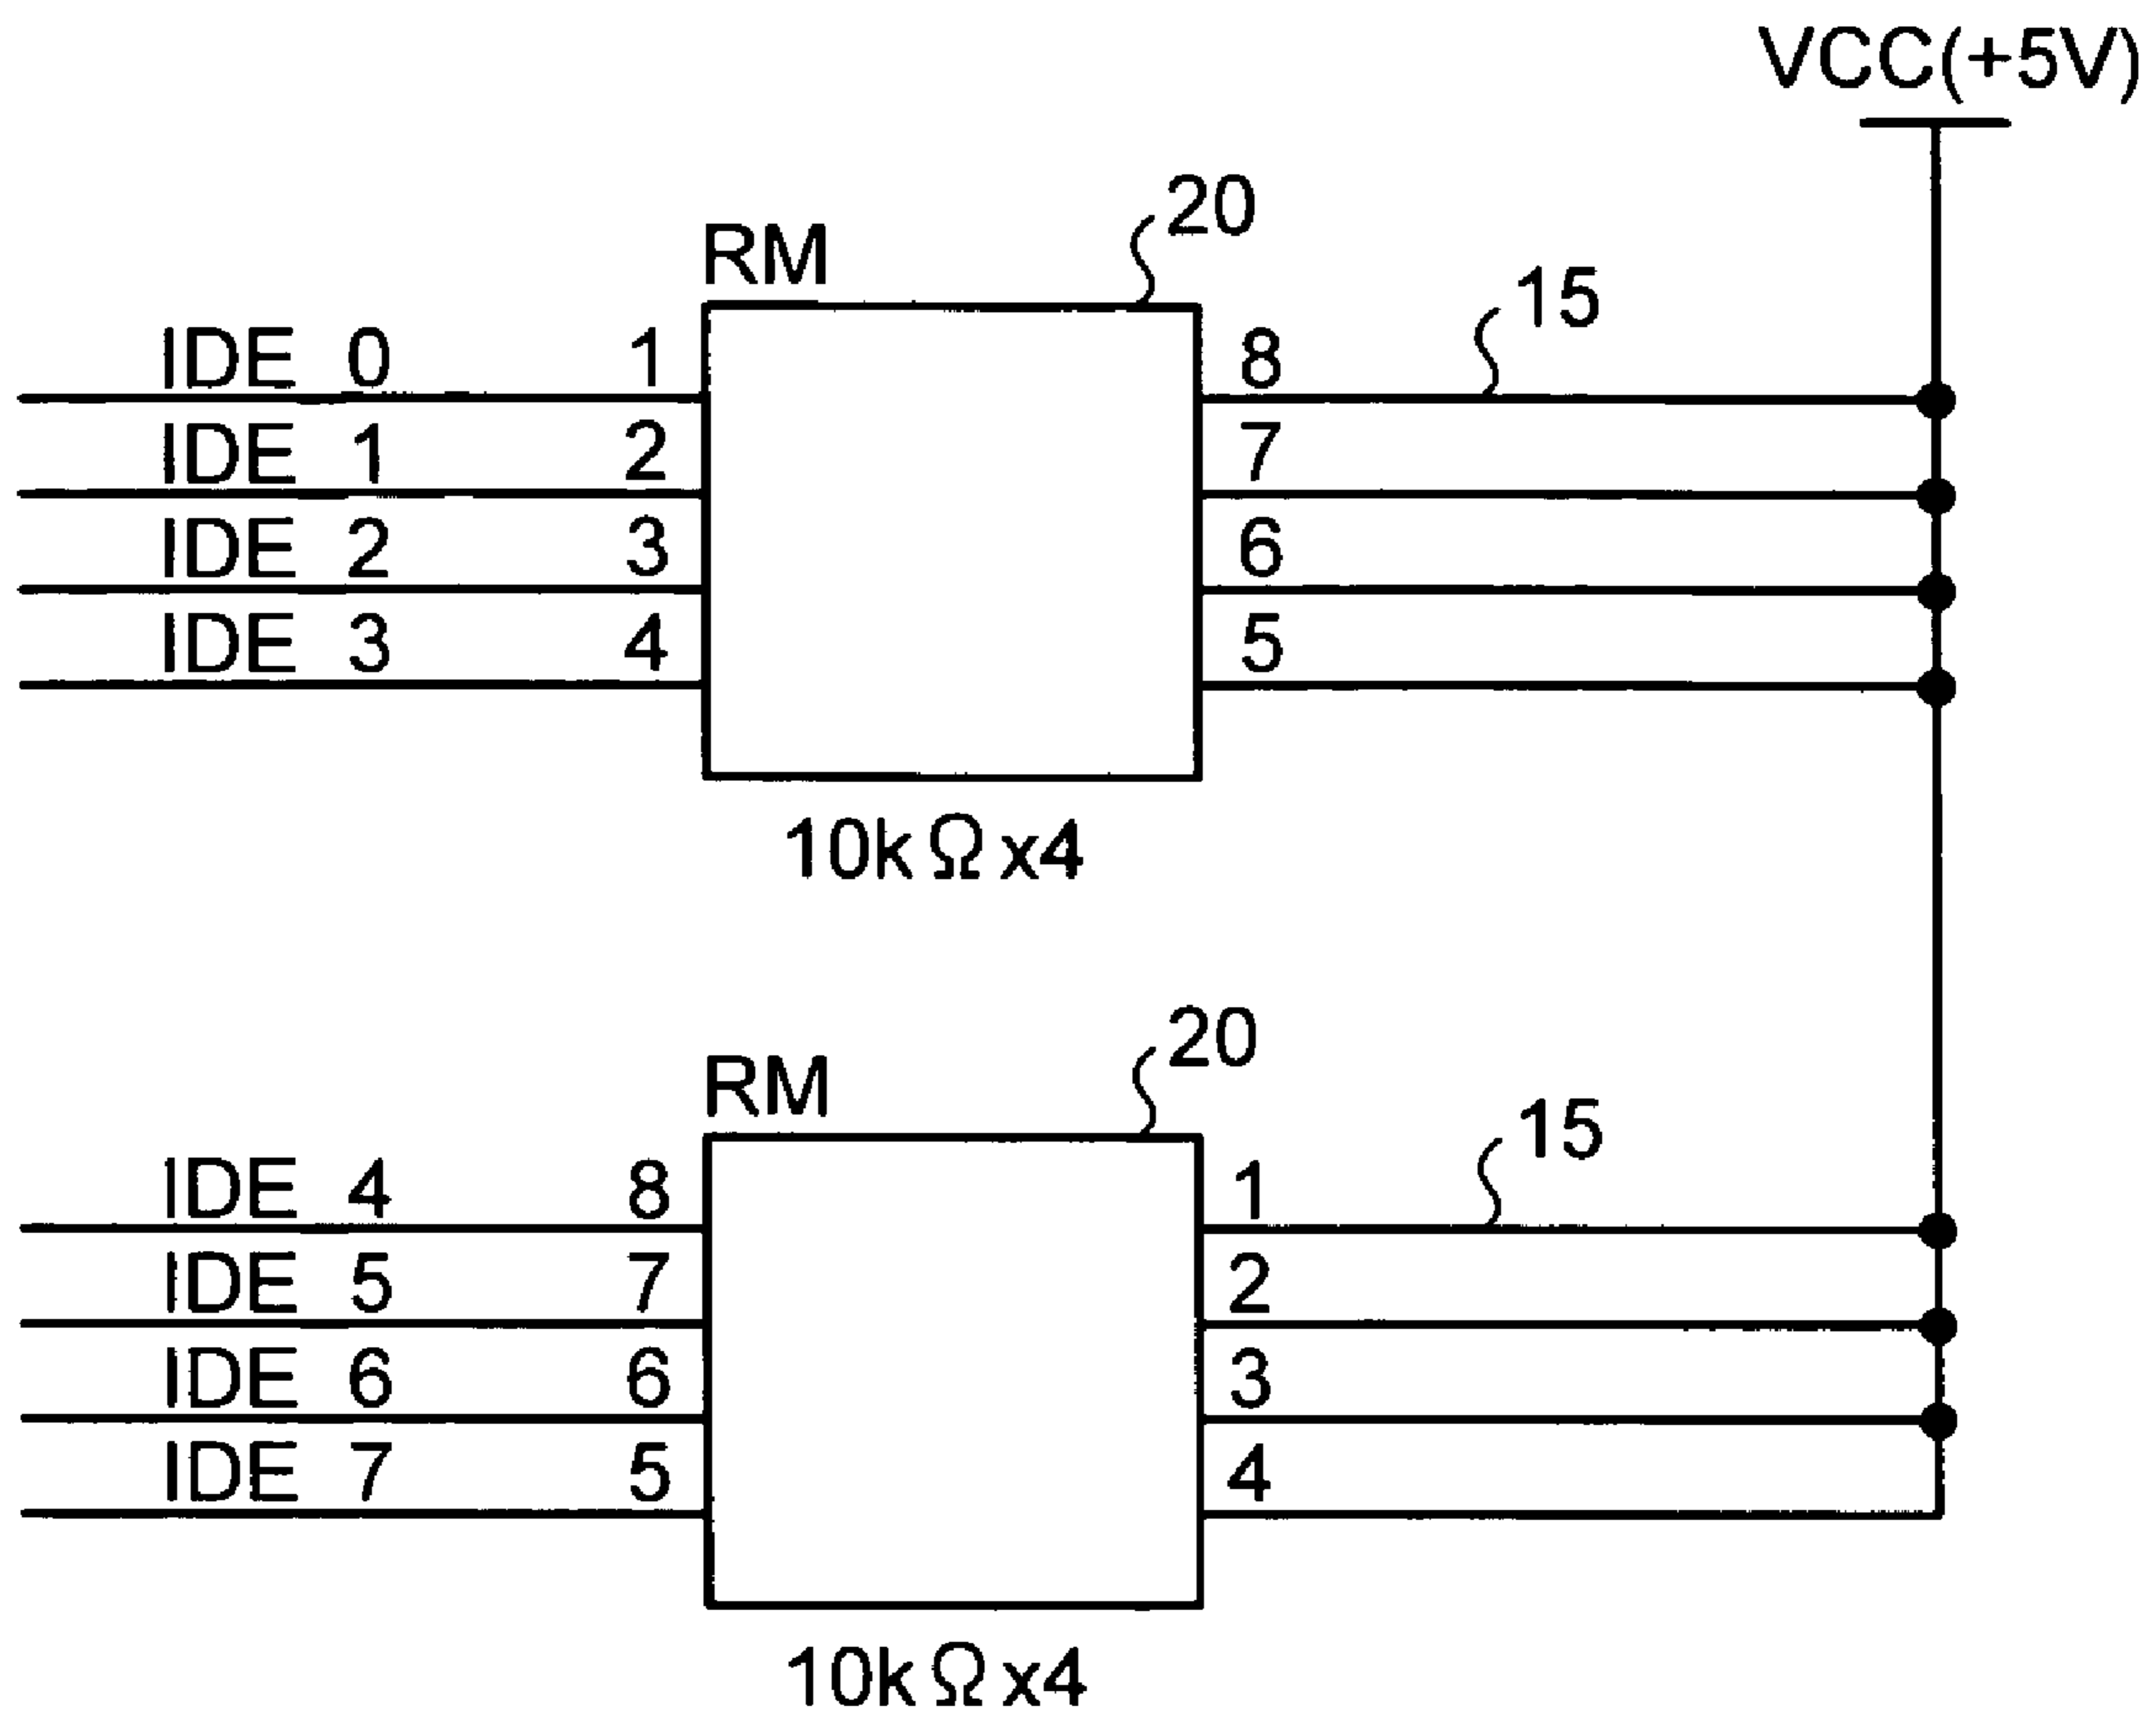 VCC(+5V)
20
RM
15
IDE 0 1 8
IDE 1 2 7
IDE 2 3 6
IDE 3 4 5
10kΩx4
20
RM
15
IDE 4 8 1
IDE 5 7 2
IDE 6 6 3
IDE 7 5 4
10kΩx4